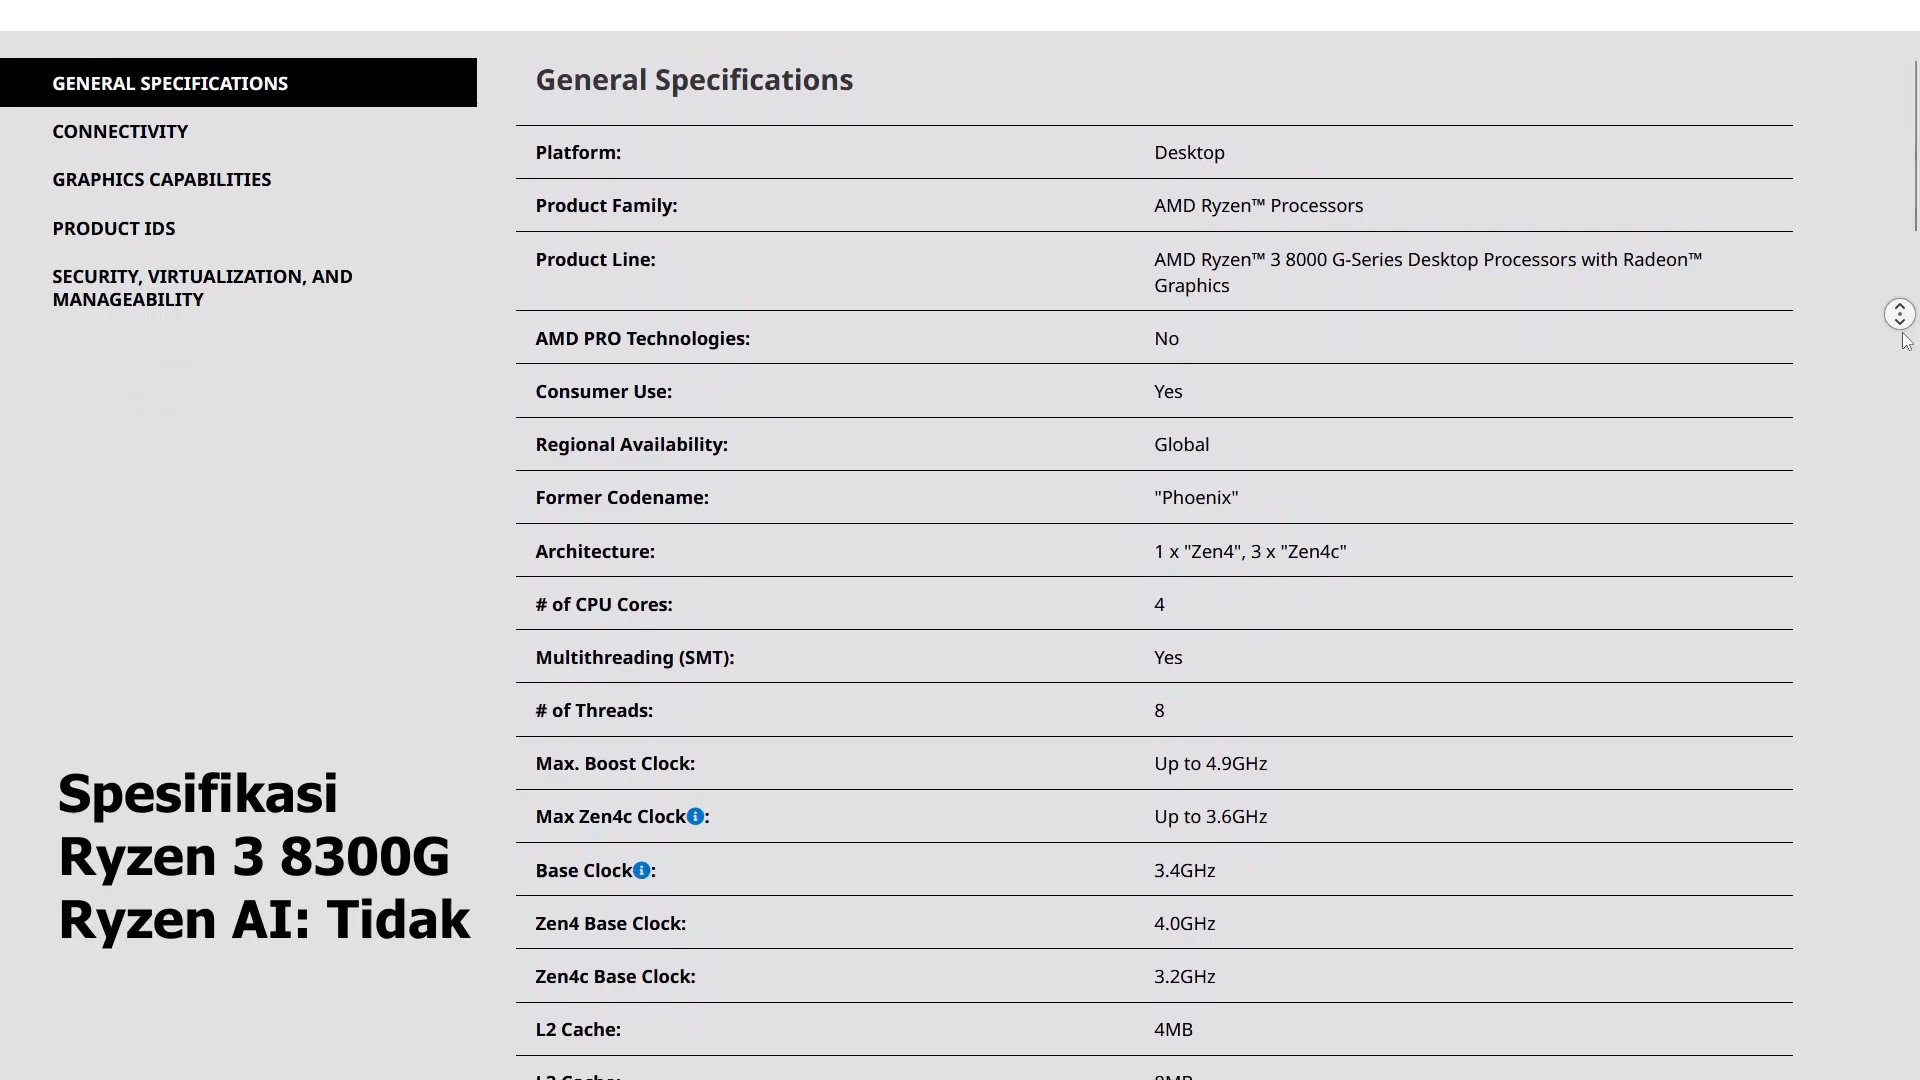 GENERAL SPECIFICATIONS
CONNECTIVITY
GRAPHICS CAPABILITIES
PRODUCT IDS
SECURITY, VIRTUALIZATION, AND
MANAGEABILITY
General Specifications
Platform: Desktop
Product Family: AMD Ryzen™ Processors
Product Line: AMD Ryzen™ 3 8000 G-Series Desktop Processors with Radeon™
Graphics
AMD PRO Technologies: No
Consumer Use: Yes
Regional Availability: Global
Former Codename: "Phoenix"
Architecture: 1 x "Zen4", 3 x "Zen4c"
# of CPU Cores: 4
Multithreading (SMT): Yes
# of Threads: 8
Max. Boost Clock: Up to 4.9GHz
Max Zen4c Clock: Up to 3.6GHz
Base Clock: 3.4GHz
Zen4 Base Clock: 4.0GHz
Zen4c Base Clock: 3.2GHz
L2 Cache: 4MB
L3 Cache: 8MB
Spesifikasi
Ryzen 3 8300G
Ryzen AI: Tidak